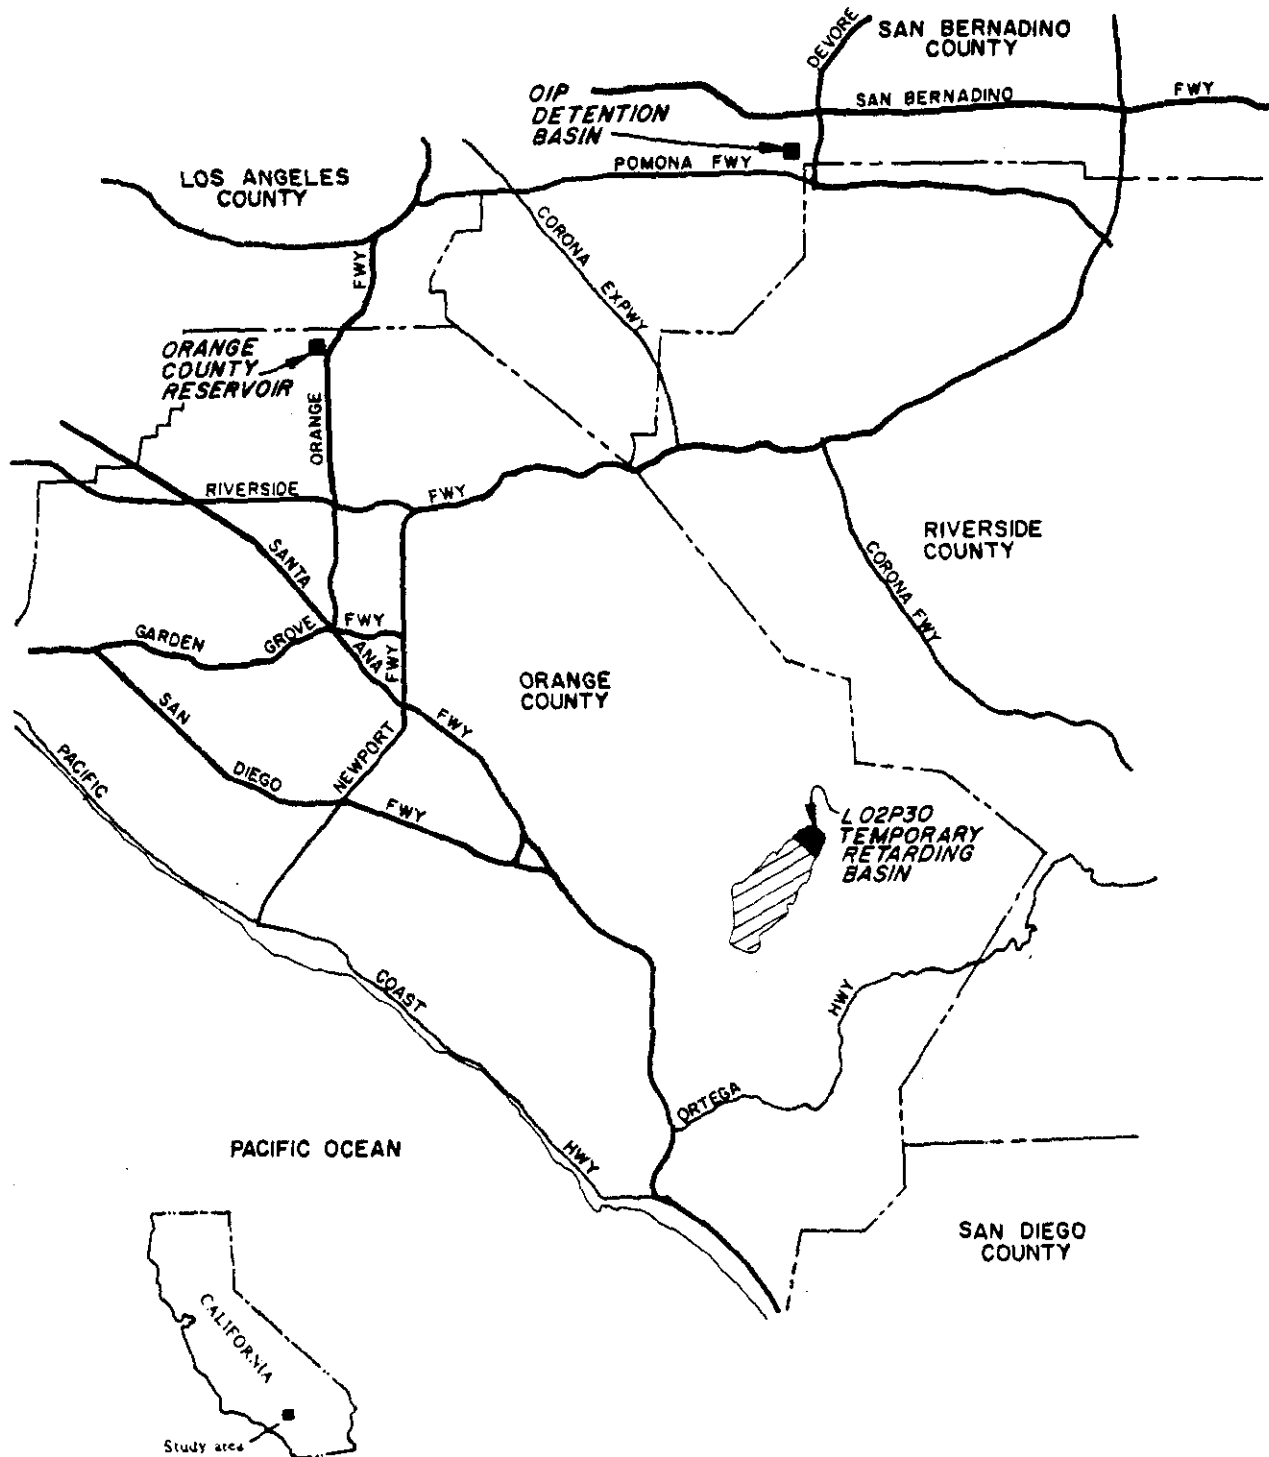 DEVORE
SAN BERNADINO
COUNTY
OIP
DETENTION
BASIN
SAN BERNADINO
FWY
POMONA FWY
LOS ANGELES
COUNTY
FWY
CORONA
EXPWY
ORANGE
COUNTY
RESERVOIR
ORANGE
RIVERSIDE
FWY
RIVERSIDE
COUNTY
CORONA FWY
SANTA
ANA
FWY
GARDEN
GROVE
FWY
FWY
NEWPORT
ORANGE
COUNTY
SAN
DIEGO
FWY
PACIFIC
COAST
HWY
L02P30
TEMPORARY
RETARDING
BASIN
HWY
ORTEGA
PACIFIC OCEAN
SAN DIEGO
COUNTY
CALIFORNIA
Study area